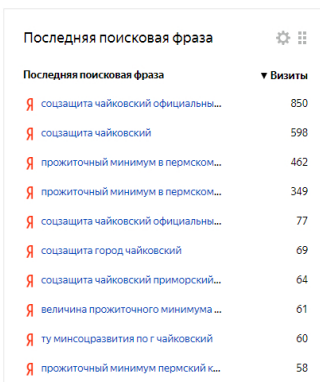 Последняя поисковая фраза
Последняя поисковая фраза ▼ Визиты
Я соцзащита чайковский официальны... 850
Я соцзащита чайковский 598
Я прожиточный минимум в пермском... 462
Я прожиточный минимум в пермском... 349
Я соцзащита чайковский официальны... 77
Я соцзащита город чайковский 69
Я соцзащита чайковский приморский... 64
Я величина прожиточного минимума ... 61
Я ту минсоцразвития по г чайковский 60
Я прожиточный минимум пермский к... 58